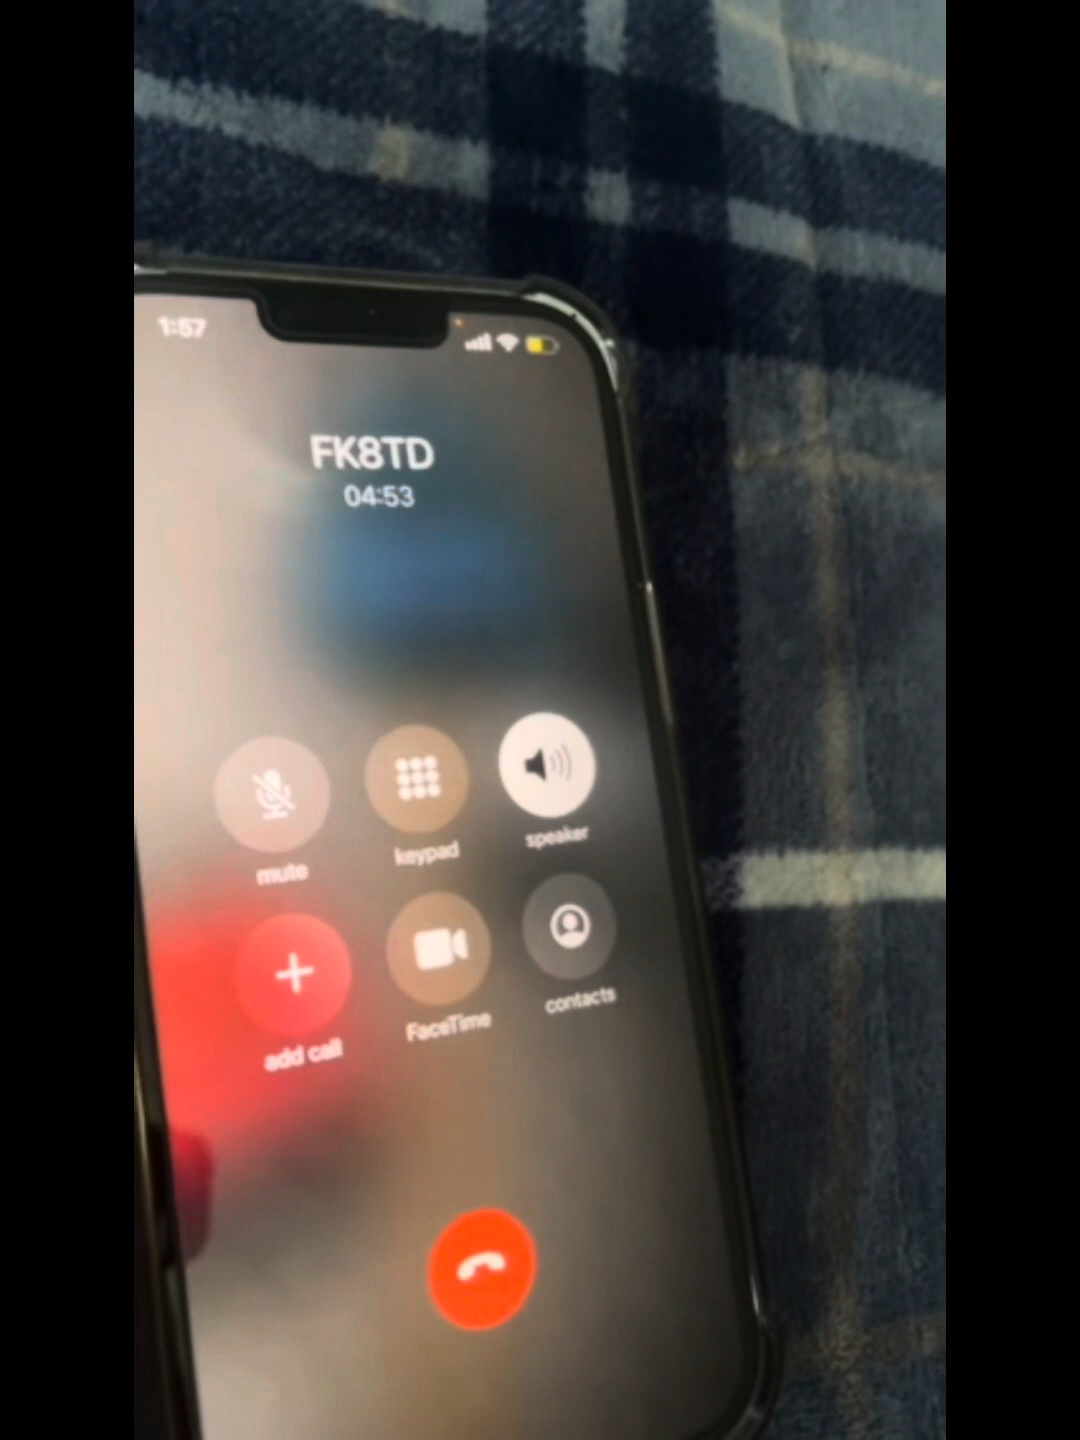 1:57
FK8TD
04:53
mute
keypad
speaker
add call
FaceTime
contacts